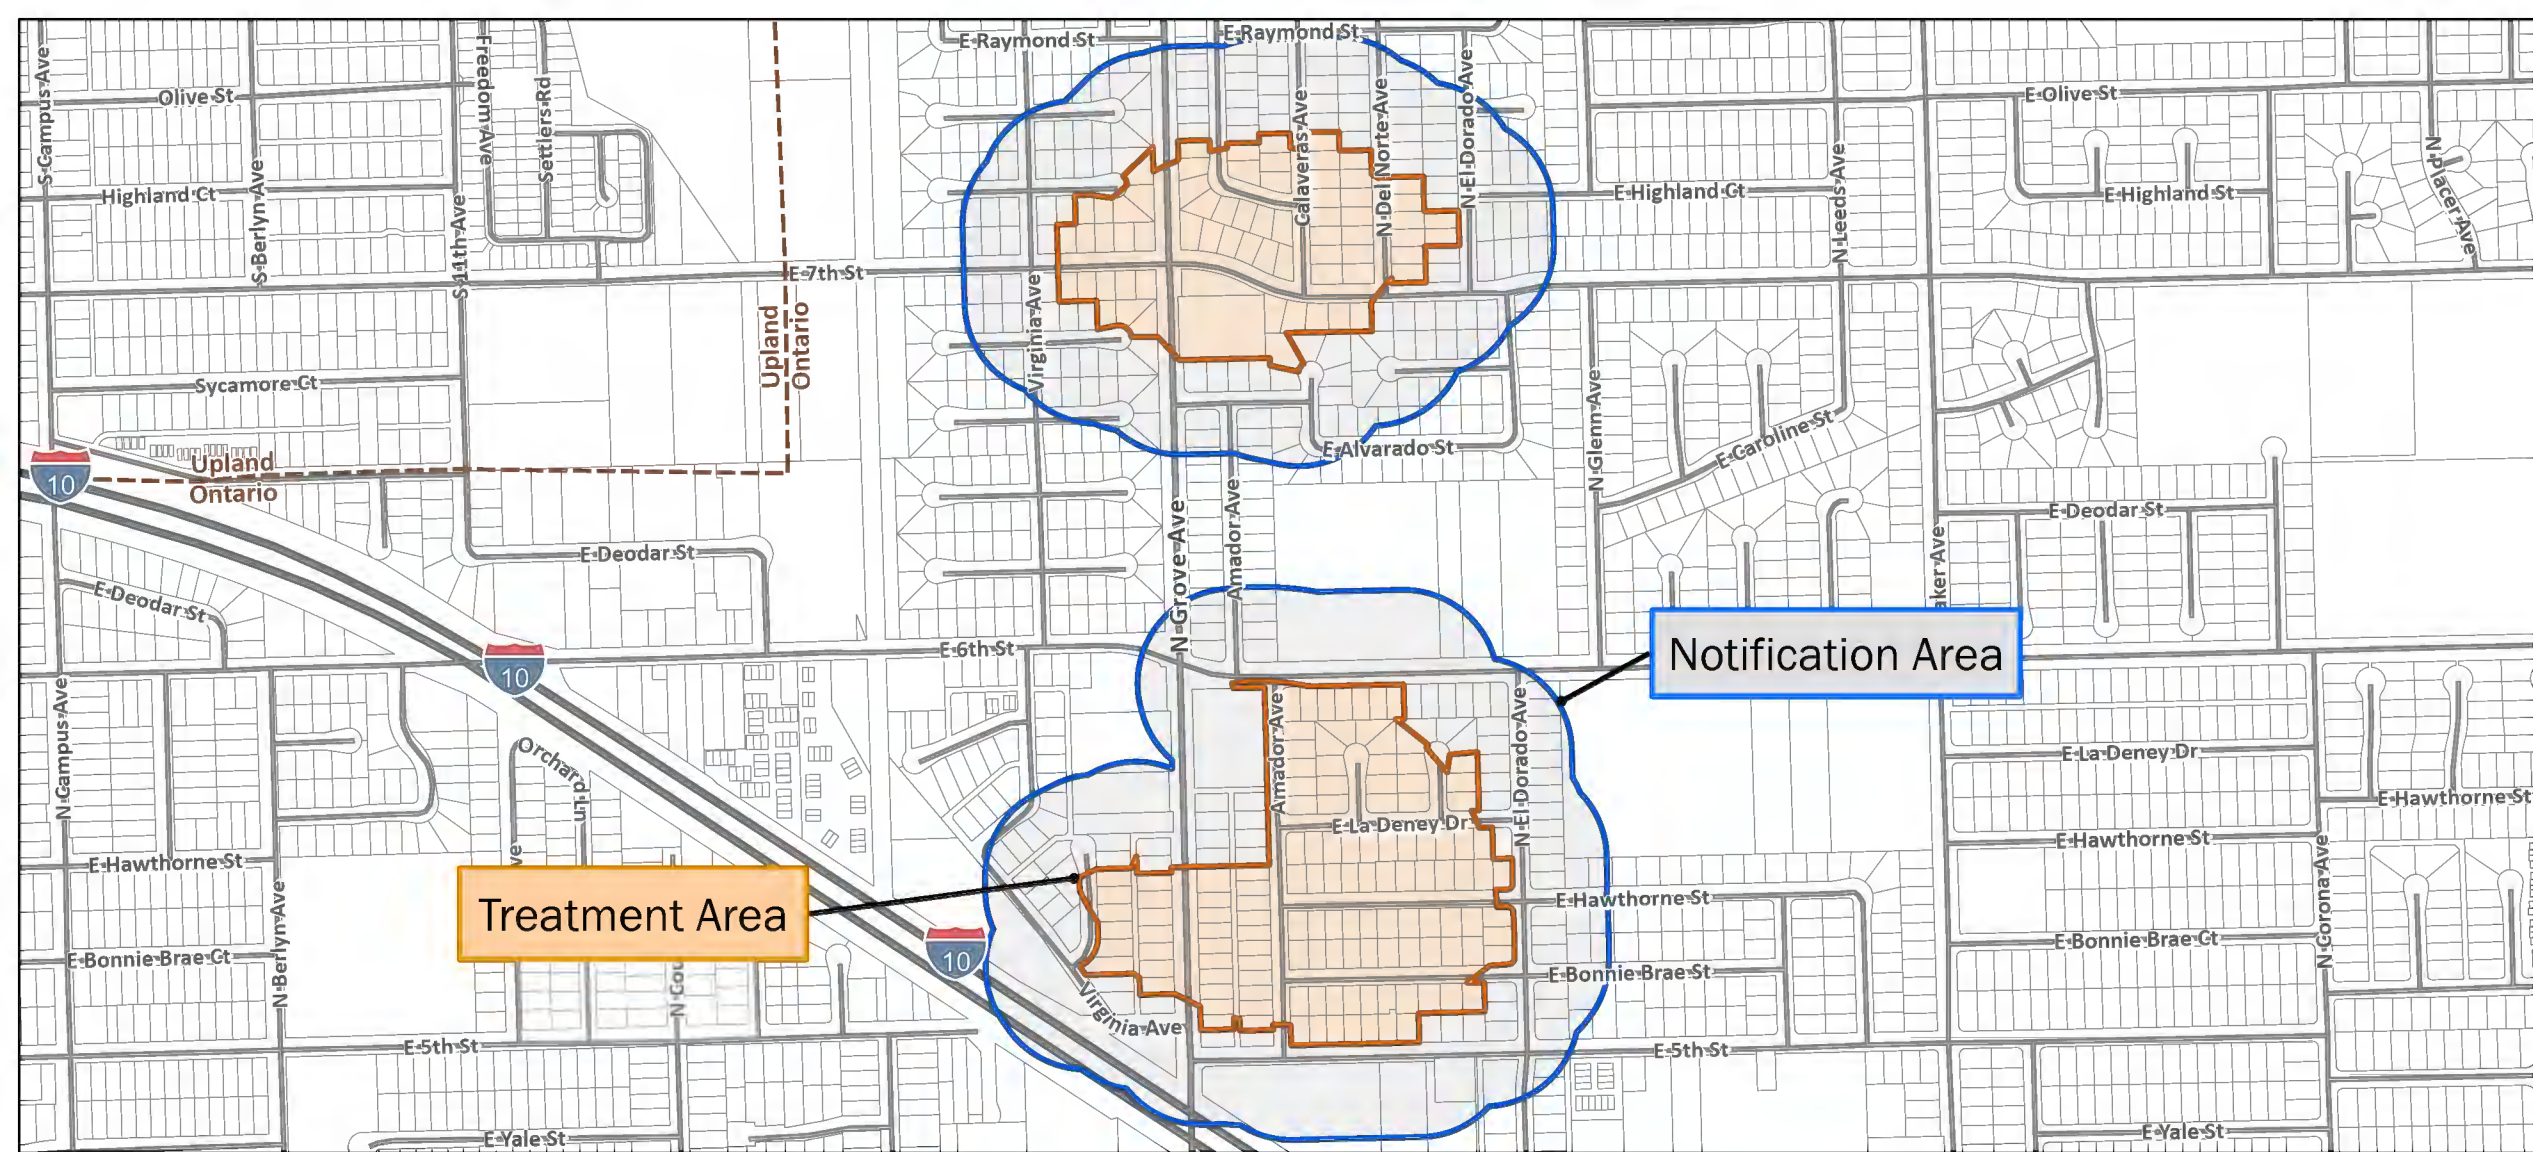 E Raymond St
E Raymond St
S Campus Ave
Olive St
Freedom Ave
Settlers Rd
Calaveras Ave
N Del Norte Ave
N El Dorado Ave
E Olive St
Highland Ct
S Berlyn Ave
S 11th Ave
E Highland Ct
N Leeds Ave
E Highland St
N Placer Ave
E 7th St
Upland
Ontario
Virginia Ave
Sycamore Ct
E Alvarado St
N Glenn Ave
E Caroline St
Upland
Ontario
10
E Deodar St
N Grove Ave
Amador Ave
E Deodar St
E Deodar St
aker Ave
E 6th St
10
Notification Area
N Campus Ave
Orchard Ln
Amador Ave
N El Dorado Ave
E La Deney Dr
E La Deney Dr
E Hawthorne St
E Hawthorne St
E Hawthorne St
ve
Treatment Area
E Hawthorne St
N Corona Ave
N Berlyn Ave
E Bonnie Brae Ct
10
E Bonnie Brae St
E Bonnie Brae Ct
N Cou
Virginia Ave
E 5th St
E 5th St
E Yale St
E Yale St